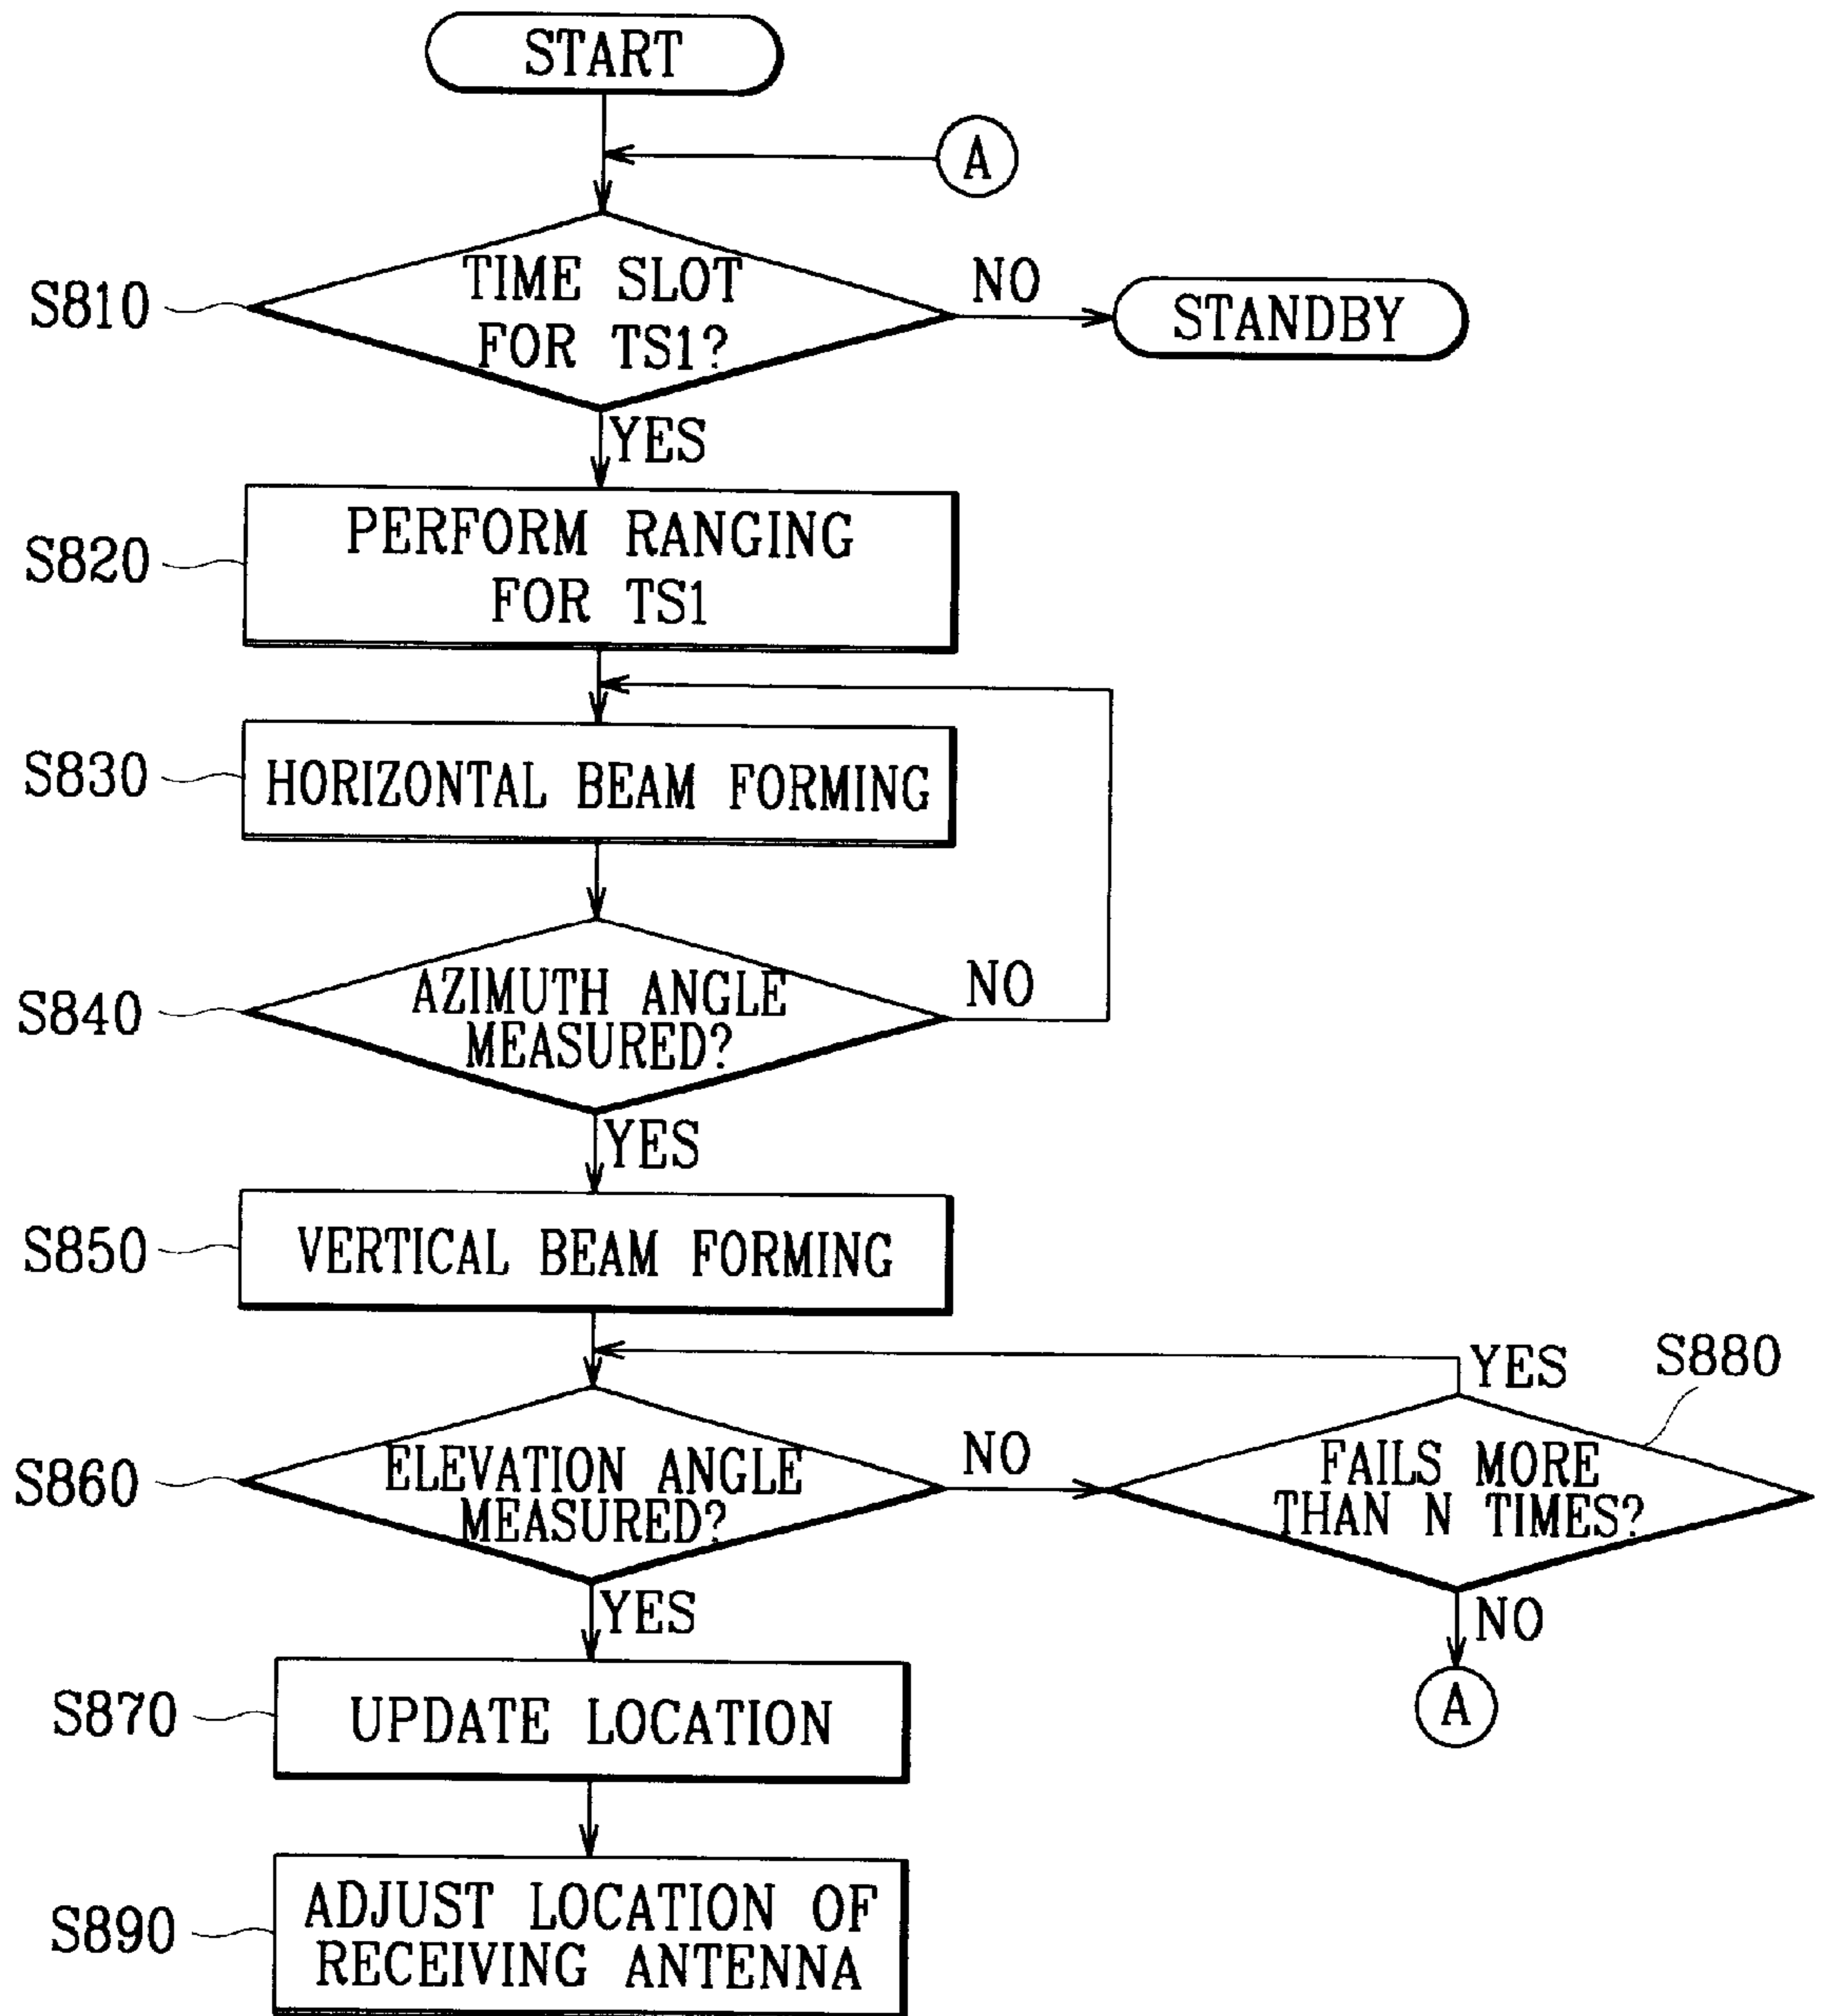 START
A
S810
TIME SLOT
FOR TS1?
NO
STANDBY
YES
S820
PERFORM RANGING
FOR TS1
S830
HORIZONTAL BEAM FORMING
S840
AZIMUTH ANGLE
MEASURED?
NO
YES
S850
VERTICAL BEAM FORMING
S860
ELEVATION ANGLE
MEASURED?
NO
YES
S880
FAILS MORE
THAN N TIMES?
YES
NO
A
S870
UPDATE LOCATION
S890
ADJUST LOCATION OF
RECEIVING ANTENNA